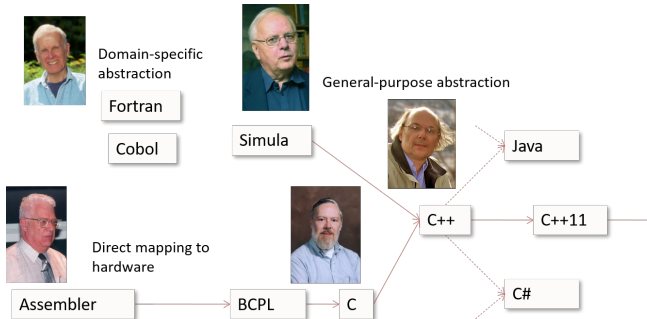 Domain-specific
abstraction
General-purpose abstraction
Fortran
Cobol
Simula
Java
C++
C++11
Direct mapping to
hardware
Assembler
BCPL
C
C#